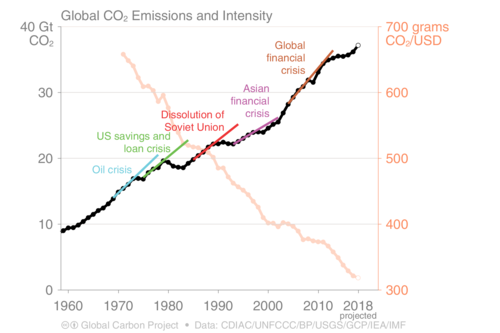 Global CO₂ Emissions and Intensity
40 Gt
CO₂
700 grams
CO₂/USD
Global
financial
crisis
30
600
Asian
financial
crisis
Dissolution of
Soviet Union
US savings and
loan crisis
20
500
Oil crisis
10
400
0
300
1960
1970
1980
1990
2000
2010
2018
projected
Global Carbon Project • Data: CDIAC/UNFCCC/BP/USGS/GCP/IEA/IMF